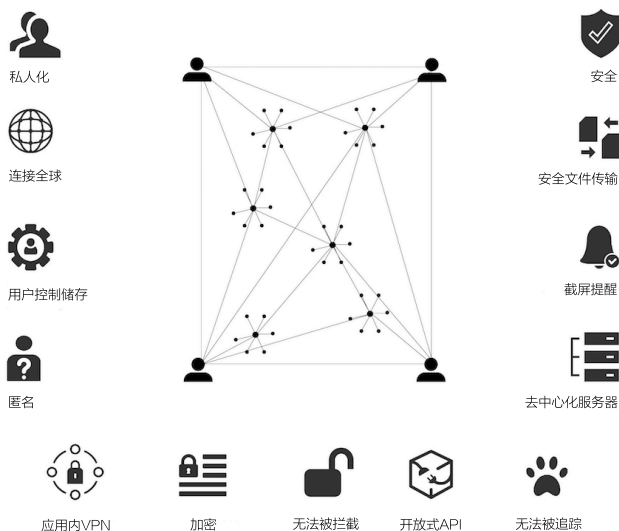 私人化
安全
连接全球
安全文件传输
用户控制储存
截屏提醒
匿名
去中心化服务器
应用内VPN
加密
无法被拦截
开放式API
无法被追踪